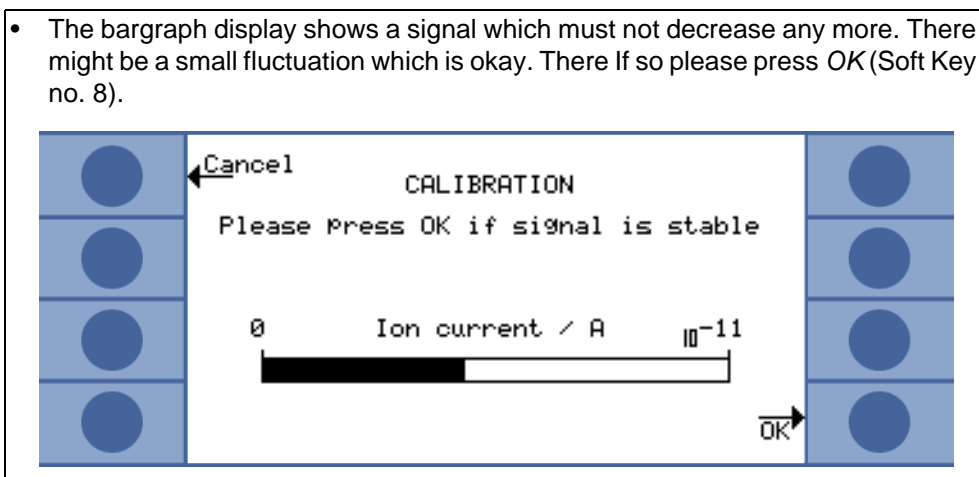 • The bargraph display shows a signal which must not decrease any more. There
might be a small fluctuation which is okay. There If so please press OK (Soft Key
no. 8).
Cancel
CALIBRATION
Please press OK if signal is stable
0 Ion current / A 10-11
OK